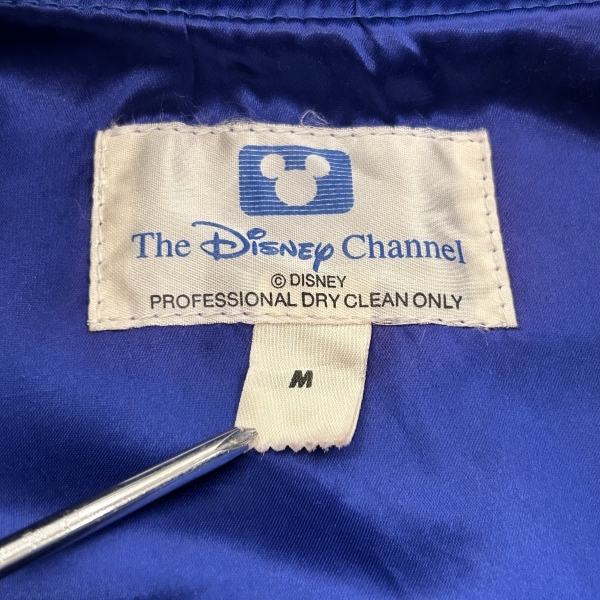 The Disney Channel
© DISNEY
PROFESSIONAL DRY CLEAN ONLY
M